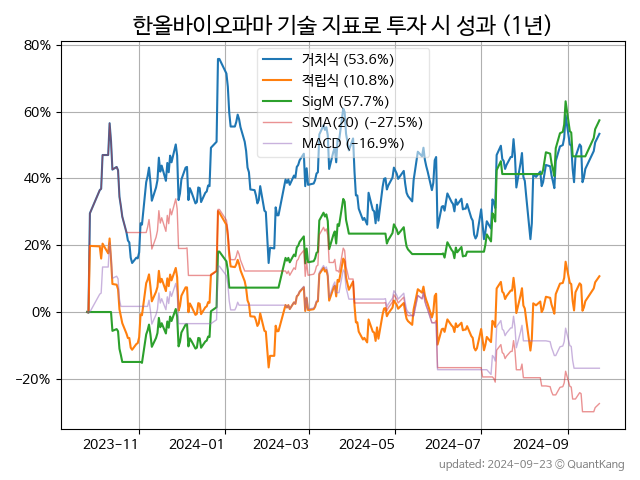 한올바이오파마 기술 지표로 투자 시 성과 (1년)
80%
60%
40%
20%
0%
−20%
거치식 (53.6%)
적립식 (10.8%)
SigM (57.7%)
SMA(20) (−27.5%)
MACD (−16.9%)
2023-11
2024-01
2024-03
2024-05
2024-07
2024-09
updated: 2024-09-23 ⓒ QuantKang